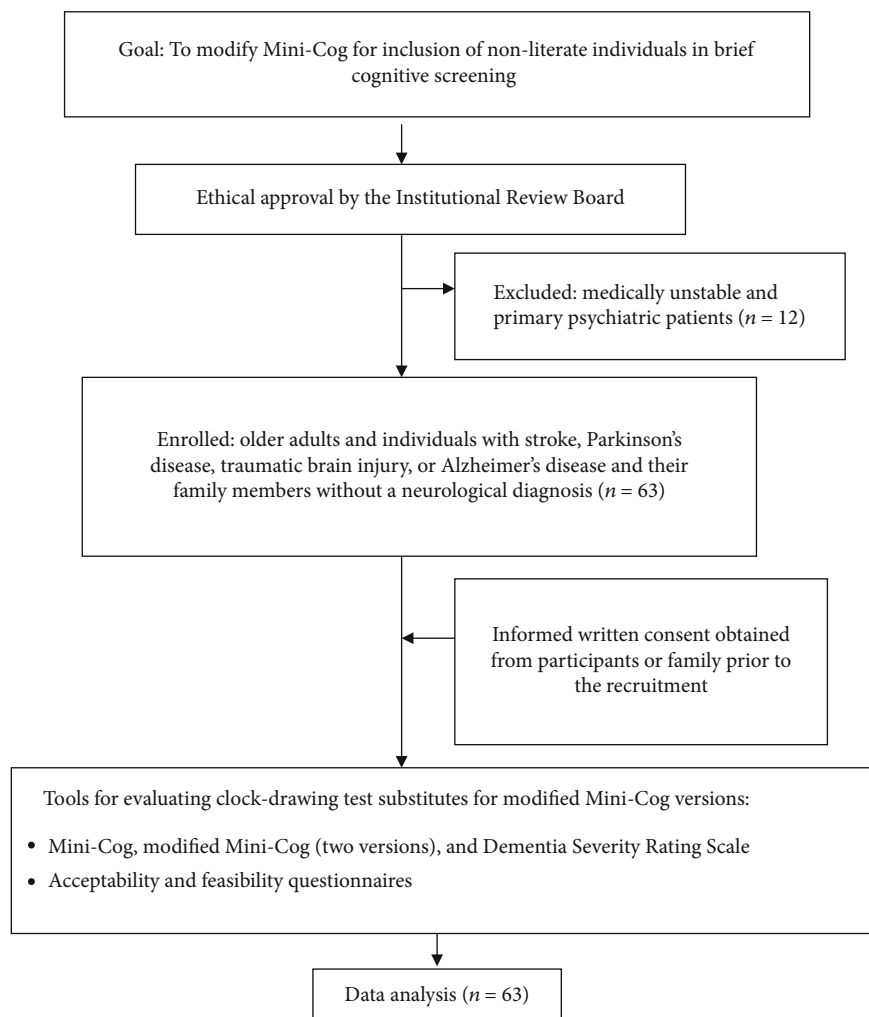 Goal: To modify Mini-Cog for inclusion of non-literate individuals in brief
cognitive screening
Ethical approval by the Institutional Review Board
Excluded: medically unstable and
primary psychiatric patients (n = 12)
Enrolled: older adults and individuals with stroke, Parkinson’s
disease, traumatic brain injury, or Alzheimer’s disease and their
family members without a neurological diagnosis (n = 63)
Informed written consent obtained
from participants or family prior to
the recruitment
Tools for evaluating clock-drawing test substitutes for modified Mini-Cog versions:
• Mini-Cog, modified Mini-Cog (two versions), and Dementia Severity Rating Scale
• Acceptability and feasibility questionnaires
Data analysis (n = 63)